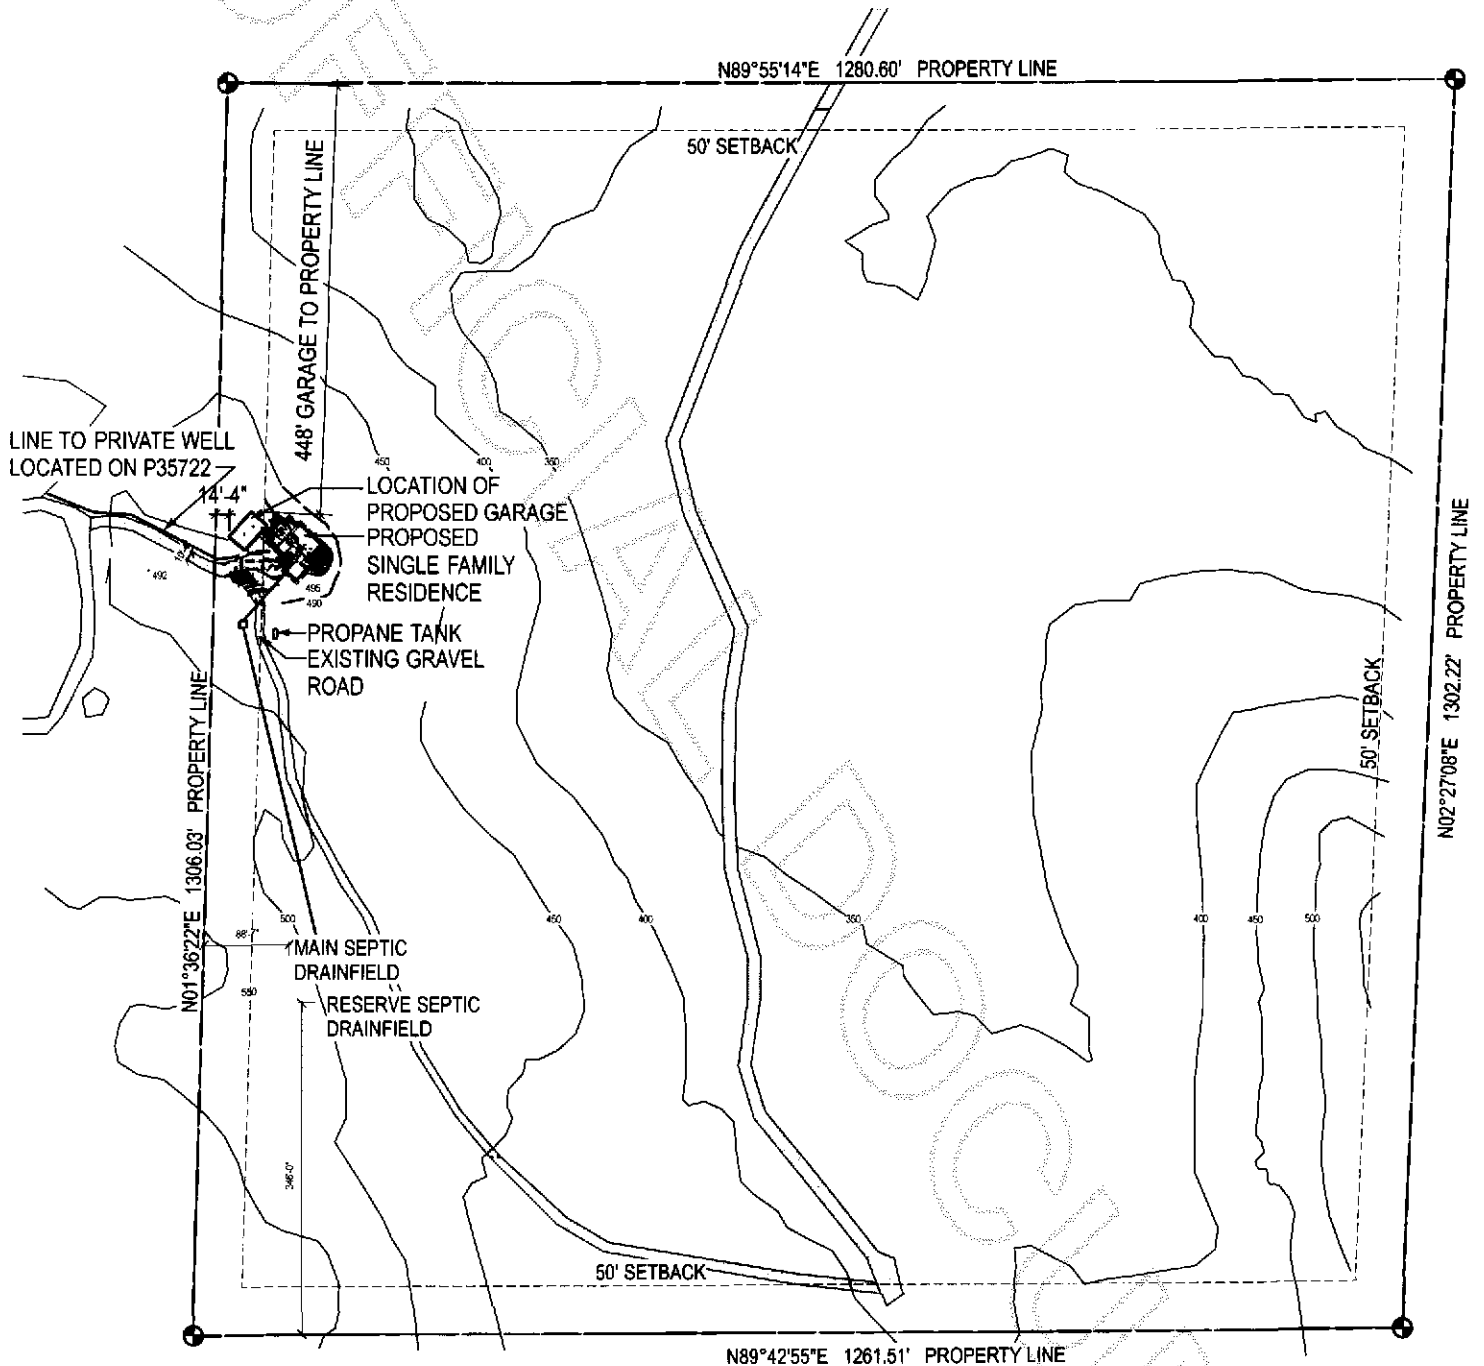 N89°55'14"E 1280.60' PROPERTY LINE
50' SETBACK
448' GARAGE TO PROPERTY LINE
LINE TO PRIVATE WELL
LOCATED ON P35722
14'-4"
450
400
350
LOCATION OF
PROPOSED GARAGE
PROPOSED
SINGLE FAMILY
RESIDENCE
492
495
490
PROPANE TANK
EXISTING GRAVEL
ROAD
N01°36'22"E 1306.03' PROPERTY LINE
50' SETBACK
N02°27'08"E 1302.22' PROPERTY LINE
500
450
400
350
400
450
500
MAIN SEPTIC
DRAINFIELD
550
RESERVE SEPTIC
DRAINFIELD
346'-0"
50' SETBACK
N89°42'55"E 1261.51' PROPERTY LINE